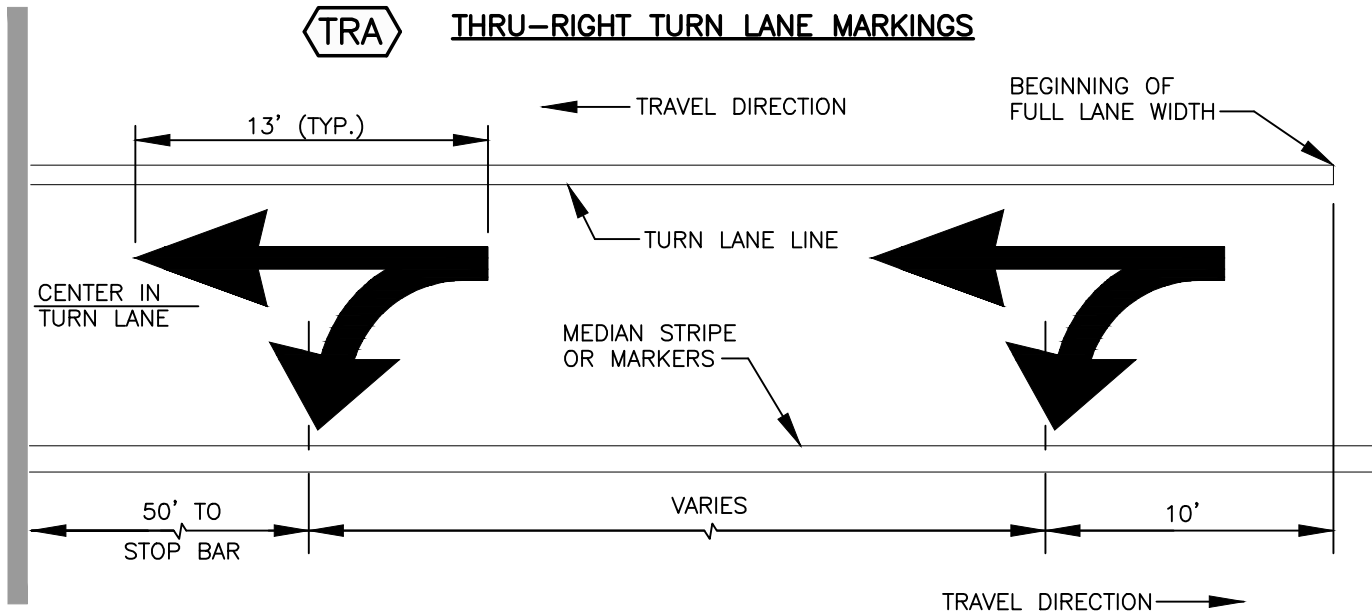 TRA
THRU-RIGHT TURN LANE MARKINGS
BEGINNING OF
FULL LANE WIDTH
TRAVEL DIRECTION
13' (TYP.)
TURN LANE LINE
CENTER IN
TURN LANE
MEDIAN STRIPE
OR MARKERS
50' TO
STOP BAR
VARIES
10'
TRAVEL DIRECTION